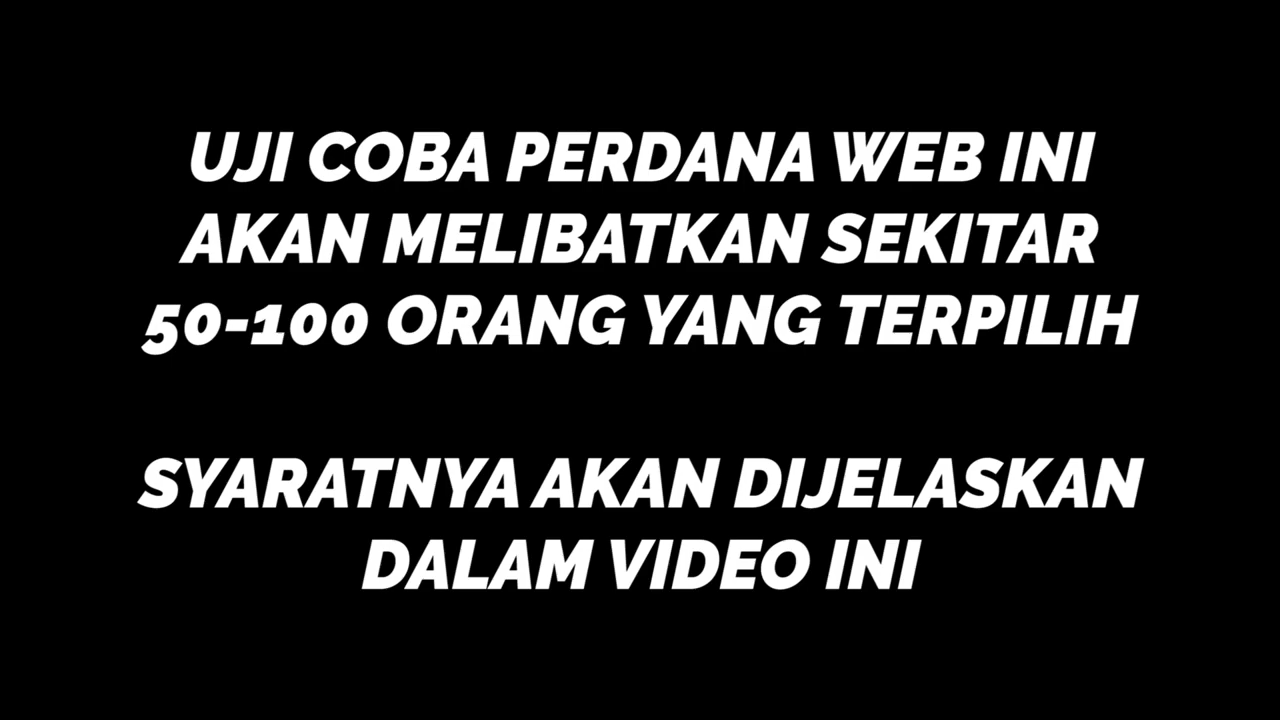 UJI COBA PERDANA WEB INI
AKAN MELIBATKAN SEKITAR
50-100 ORANG YANG TERPILIH
SYARATNYA AKAN DIJELASKAN
DALAM VIDEO INI